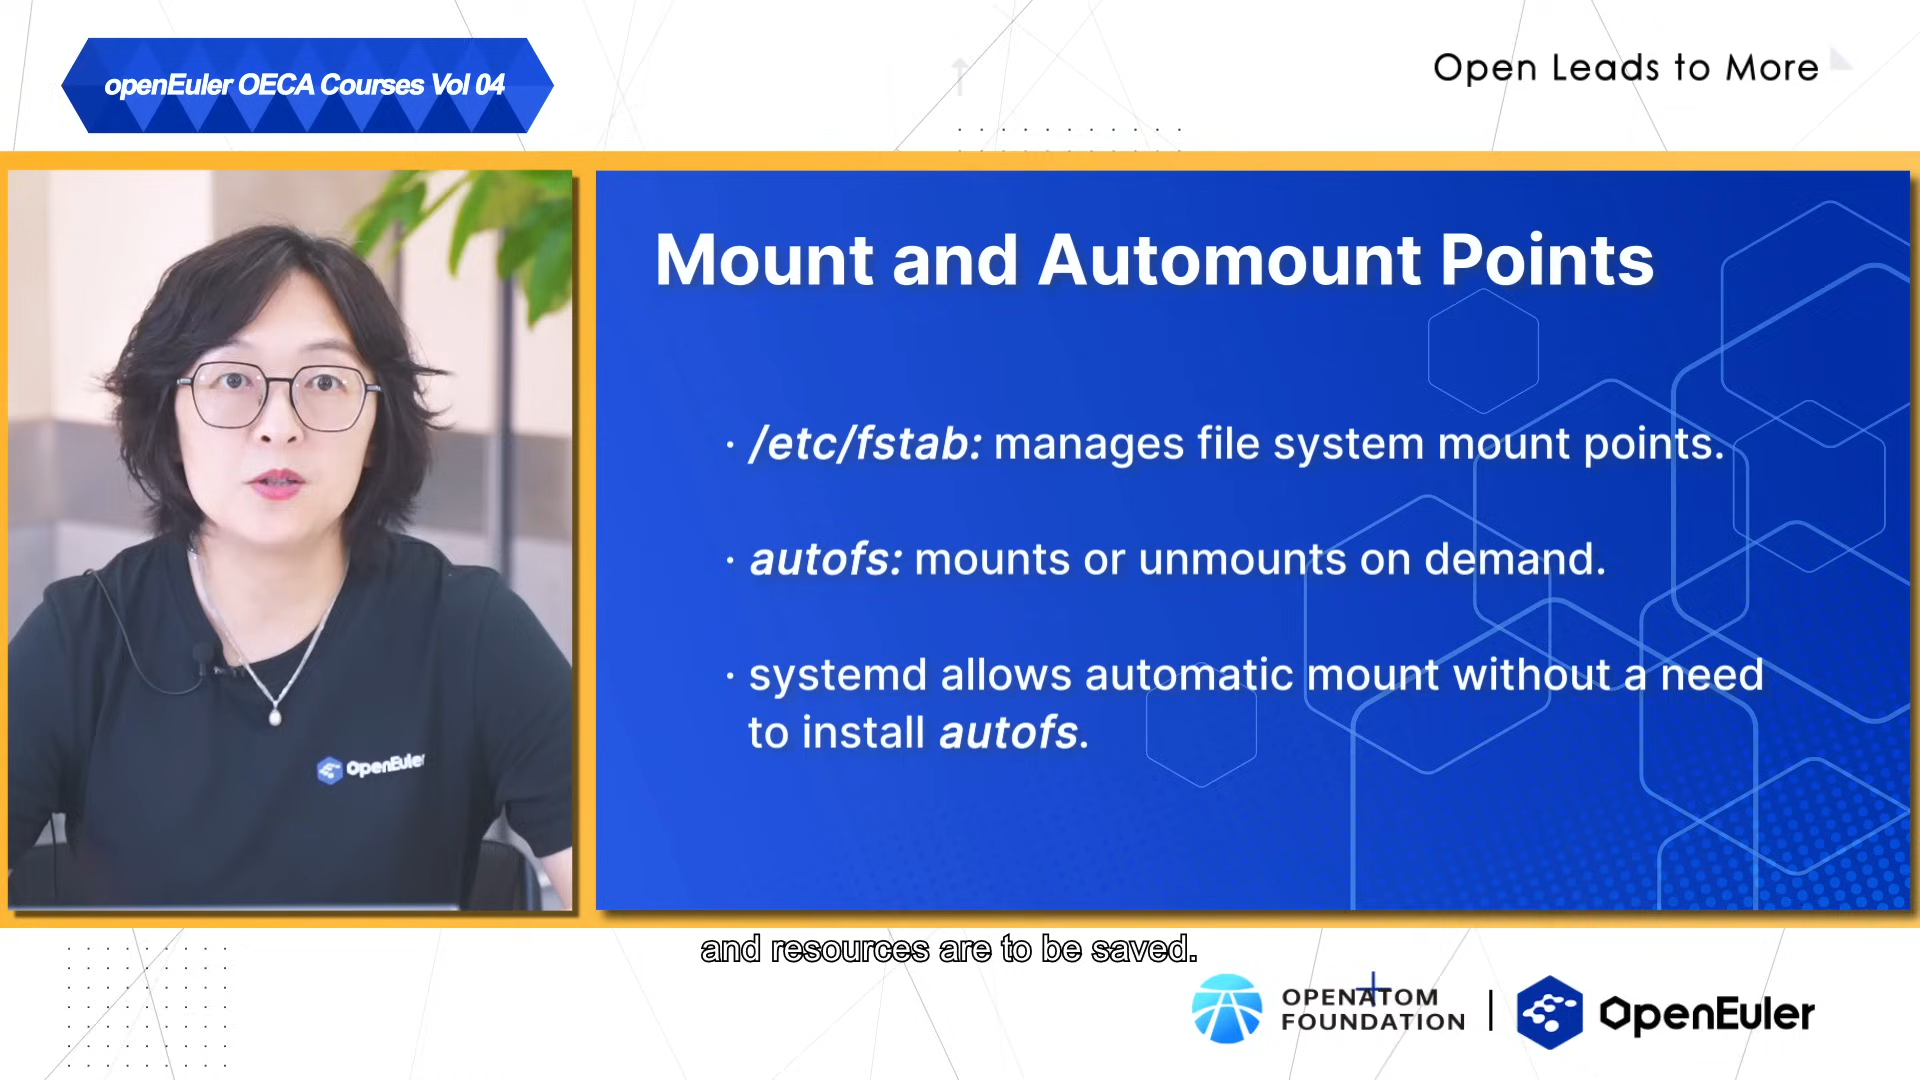 openEuler OECA Courses Vol 04
Open Leads to More
Mount and Automount Points
· /etc/fstab: manages file system mount points.
· autofs: mounts or unmounts on demand.
· systemd allows automatic mount without a need
to install autofs.
OpenEuler
and resources are to be saved.
OPENATOM
FOUNDATION
OpenEuler